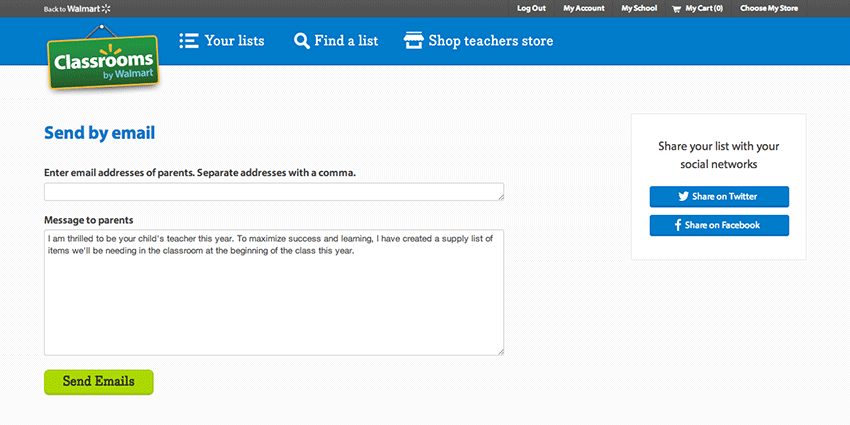 Back to Walmart
Log Out My Account My School My Cart (0) Choose My Store
Classrooms
by Walmart
Your lists Find a list Shop teachers store
Send by email
Enter email addresses of parents. Separate addresses with a comma.
Message to parents
I am thrilled to be your child's teacher this year. To maximize success and learning, I have created a supply list of
items we'll be needing in the classroom at the beginning of the class this year.
Send Emails
Share your list with your
social networks
Share on Twitter
Share on Facebook